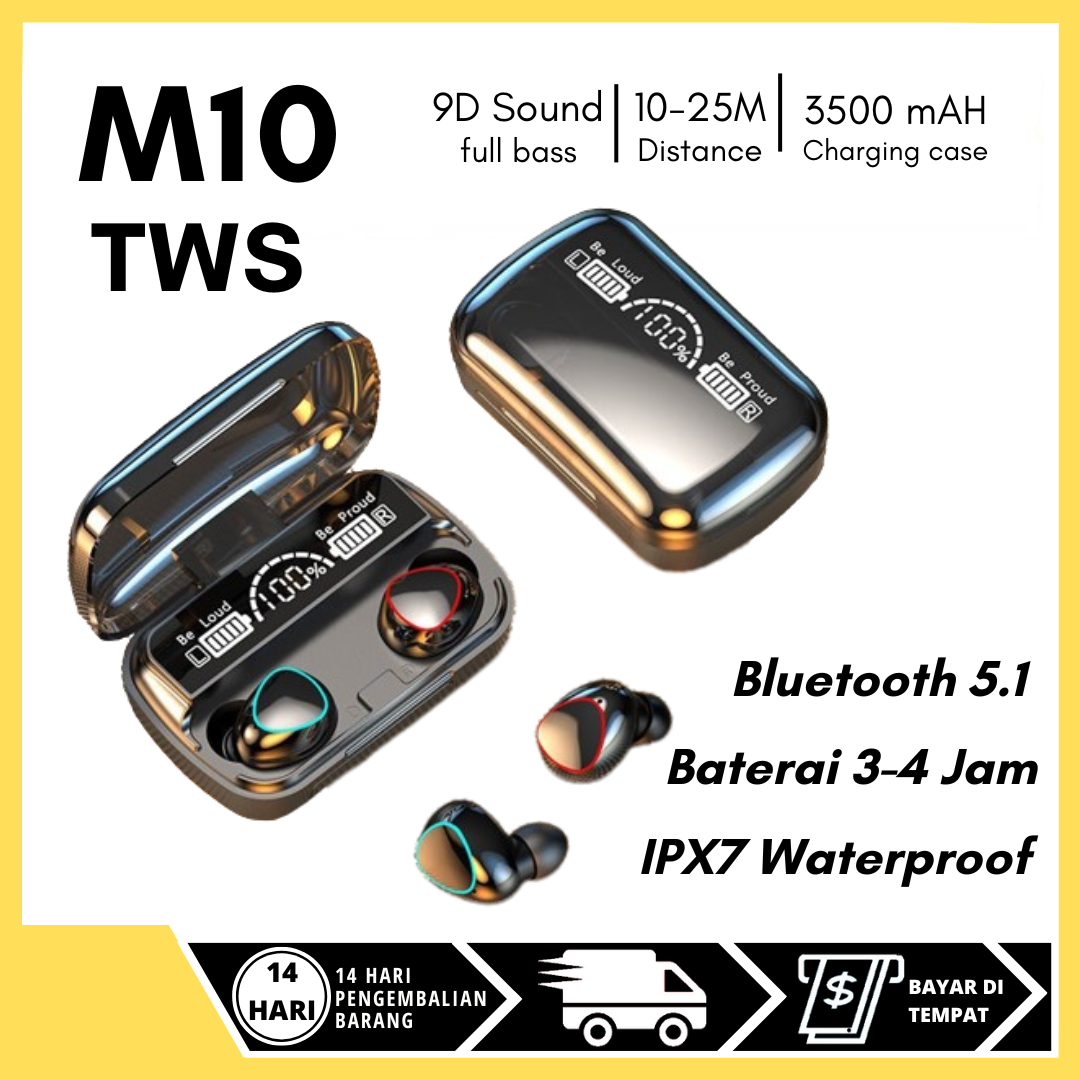 M10
TWS
9D Sound
full bass
10-25M
Distance
3500 mAH
Charging case
Be Loud
L
100%
Be Proud
R
Be Loud
L
100%
Be Proud
R
Bluetooth 5.1
Baterai 3-4 Jam
IPX7 Waterproof
14
HARI
14 HARI
PENGEMBALIAN
BARANG
$
BAYAR DI
TEMPAT